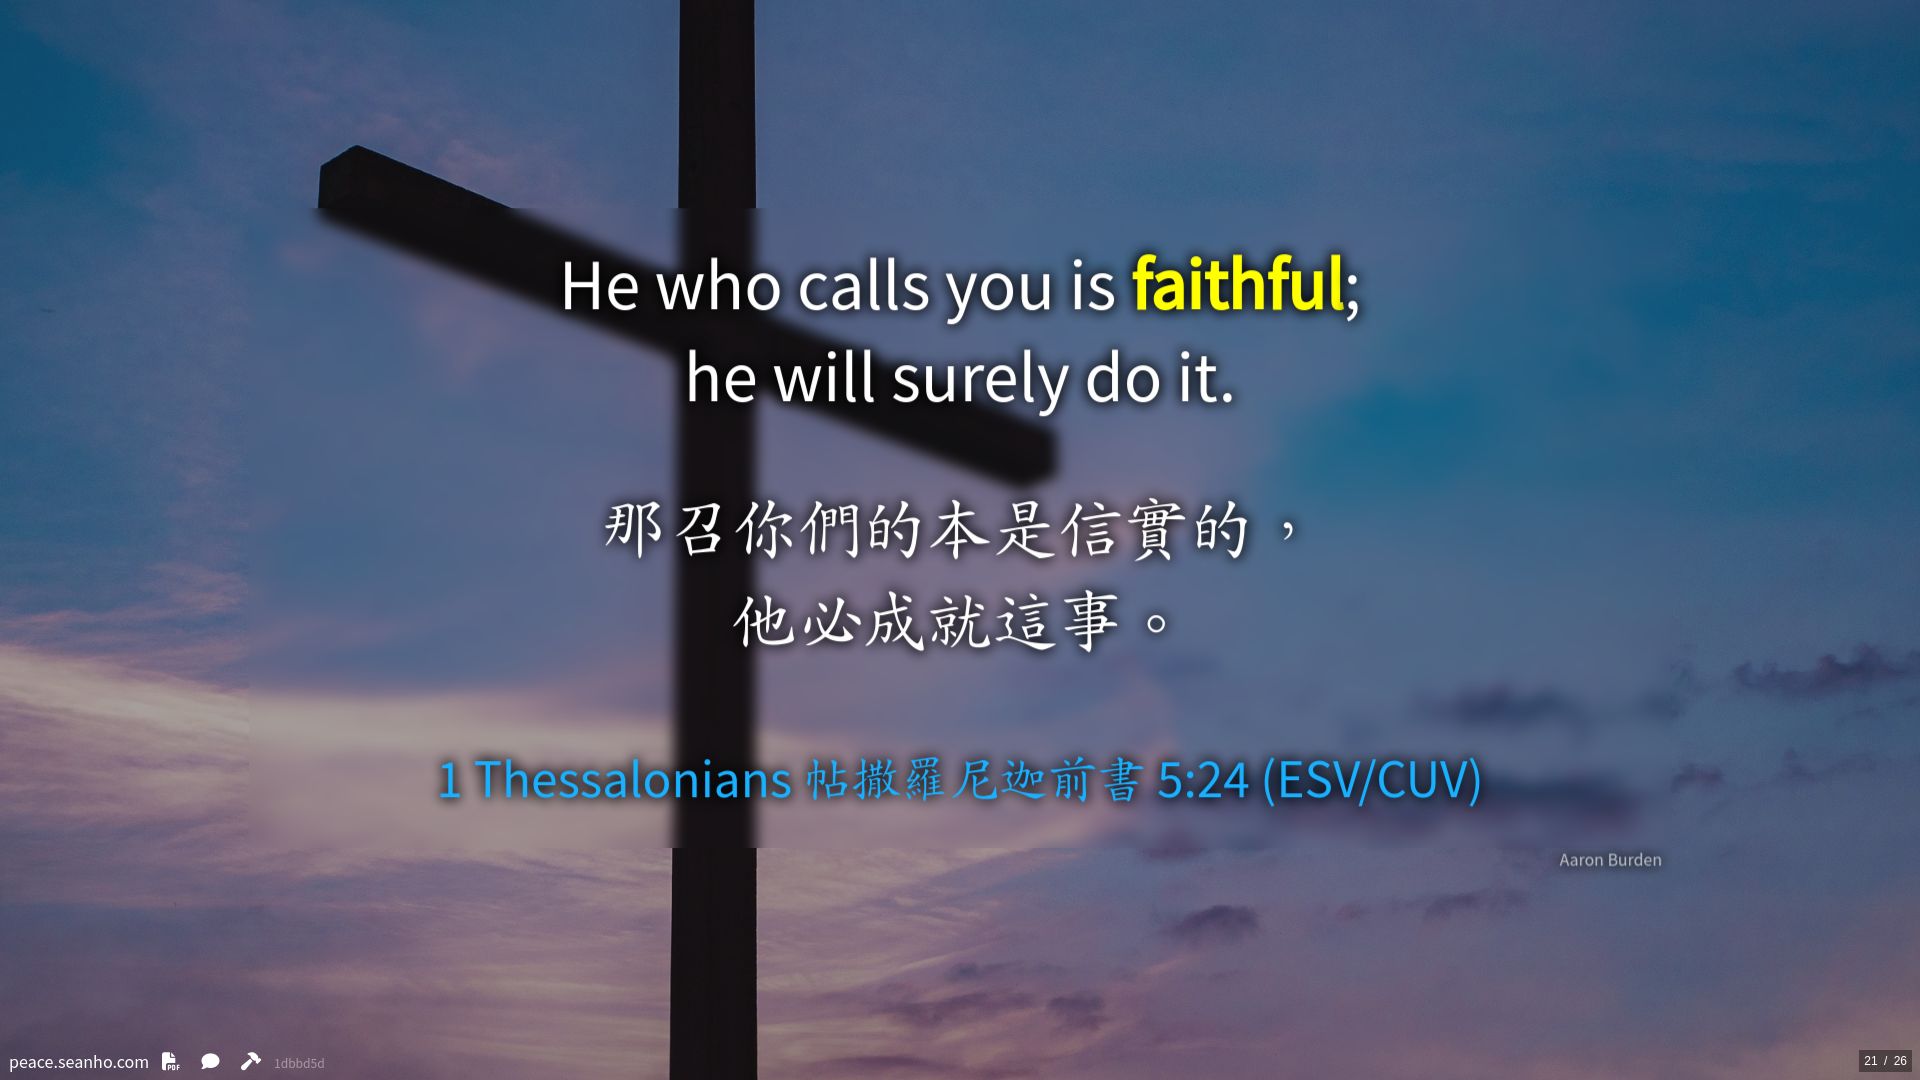 He who calls you is faithful;
he will surely do it.
那召你們的本是信實的，
他必成就這事。
1 Thessalonians 帖撒羅尼迦前書 5:24 (ESV/CUV)
Aaron Burden
peace.seanho.com PDF 1dbbd5d
21 / 26